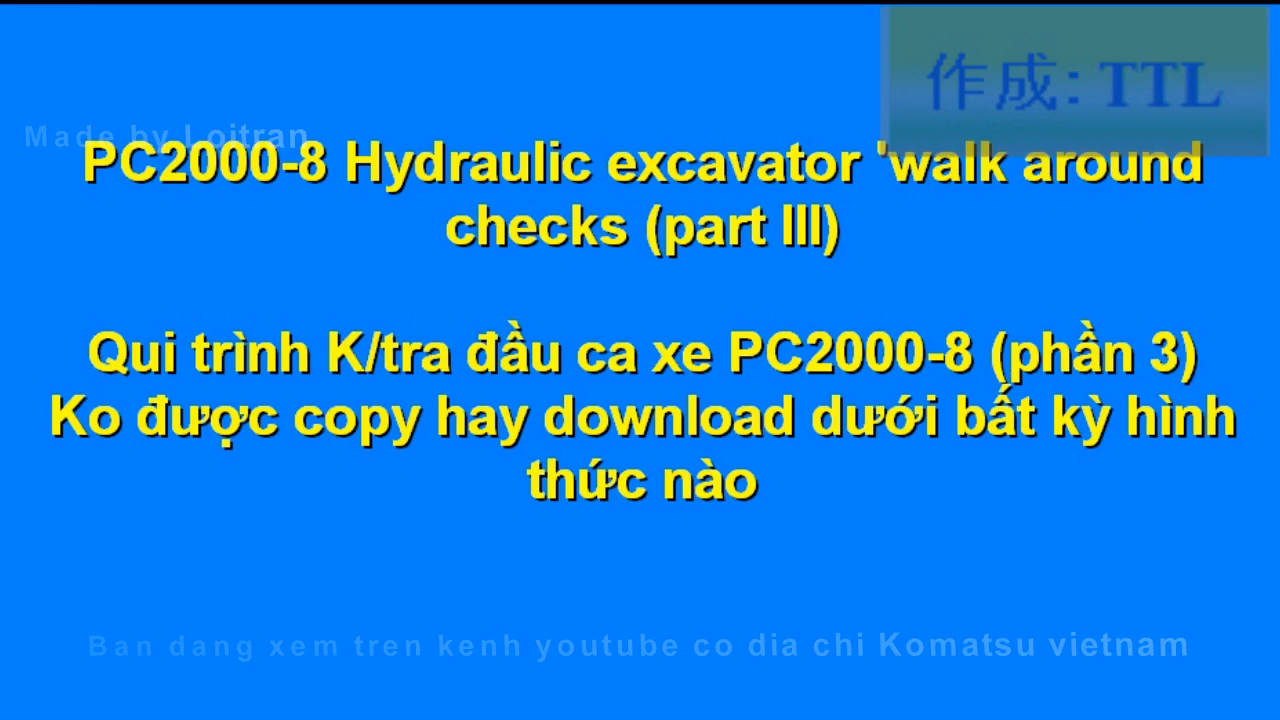 作成: TTL
Made by Loitran
PC2000-8 Hydraulic excavator 'walk around
checks (part III)
Qui trình K/tra đầu ca xe PC2000-8 (phần 3)
Ko được copy hay download dưới bất kỳ hình
thức nào
Ban dang xem tren kenh youtube co dia chi Komatsu vietnam